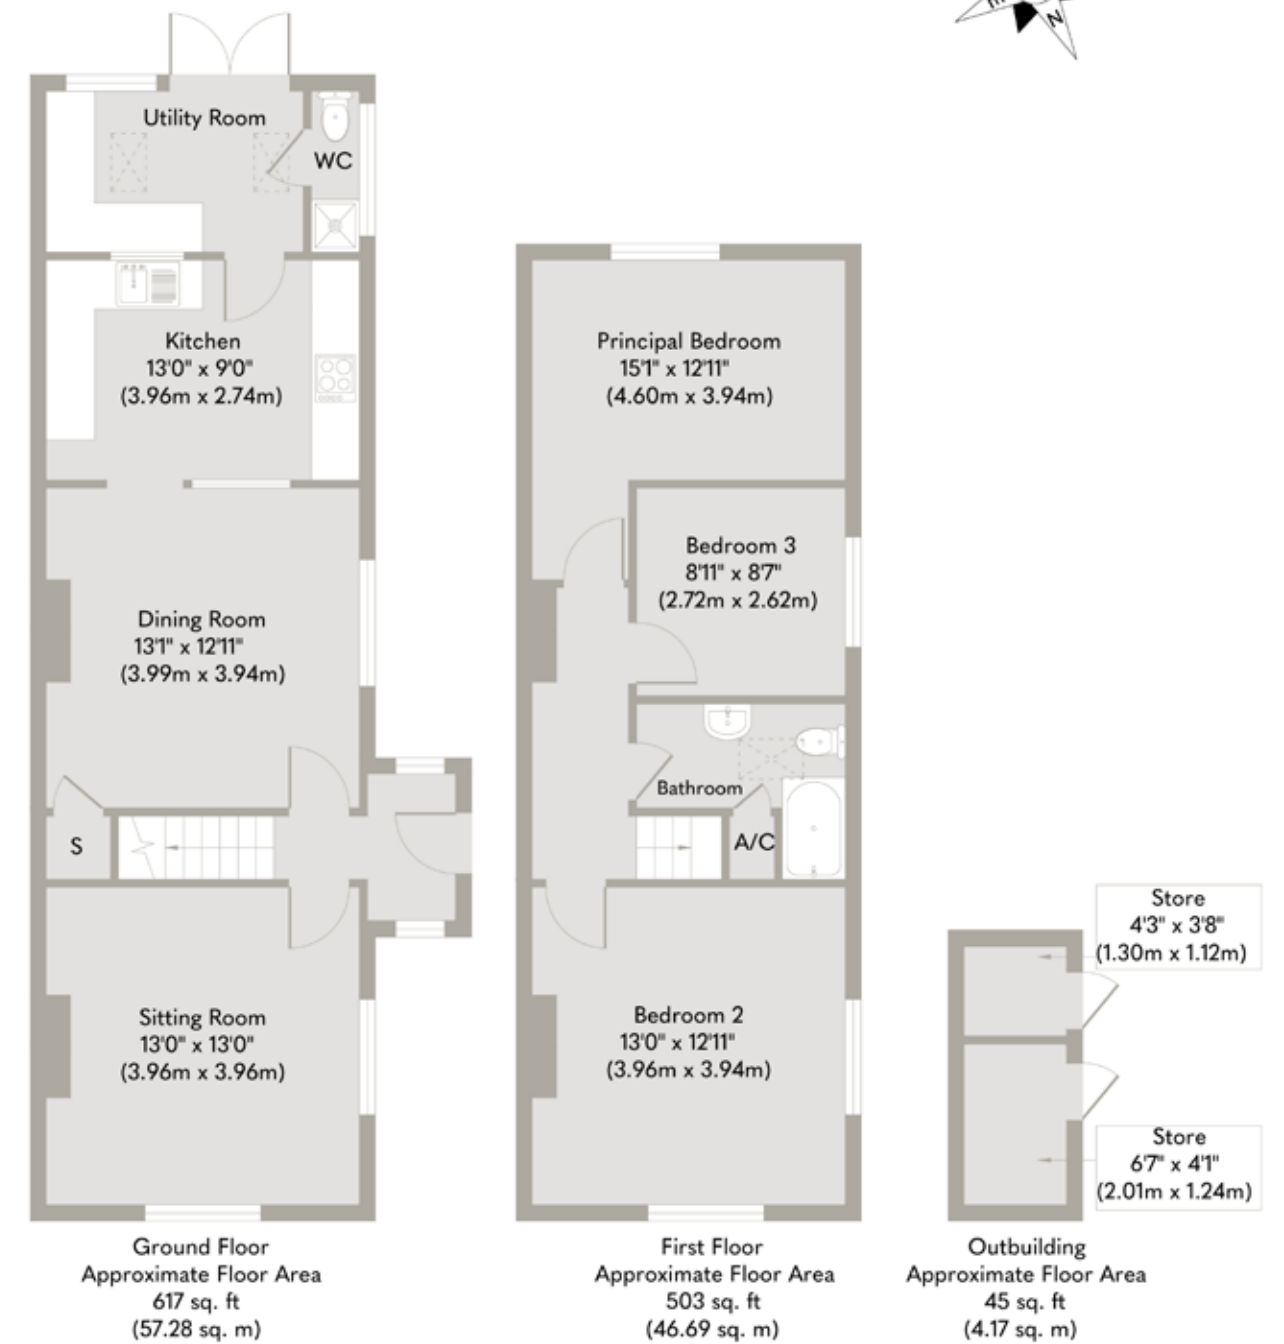 E
N
Utility Room
WC
Kitchen
13'0" x 9'0"
(3.96m x 2.74m)
Dining Room
13'1" x 12'11"
(3.99m x 3.94m)
S
Sitting Room
13'0" x 13'0"
(3.96m x 3.96m)
Ground Floor
Approximate Floor Area
617 sq. ft
(57.28 sq. m)
Principal Bedroom
15'1" x 12'11"
(4.60m x 3.94m)
Bedroom 3
8'11" x 8'7"
(2.72m x 2.62m)
Bathroom
A/C
Bedroom 2
13'0" x 12'11"
(3.96m x 3.94m)
First Floor
Approximate Floor Area
503 sq. ft
(46.69 sq. m)
Store
4'3" x 3'8"
(1.30m x 1.12m)
Store
6'7" x 4'1"
(2.01m x 1.24m)
Outbuilding
Approximate Floor Area
45 sq. ft
(4.17 sq. m)